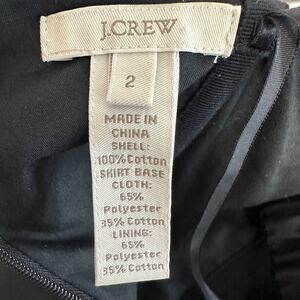 J.CREW
2
MADE IN
CHINA
SHELL:
100% Cotton
SKIRT BASE
CLOTH:
65%
Polyester
35% Cotton
LINING:
65%
Polyester
35% Cotton